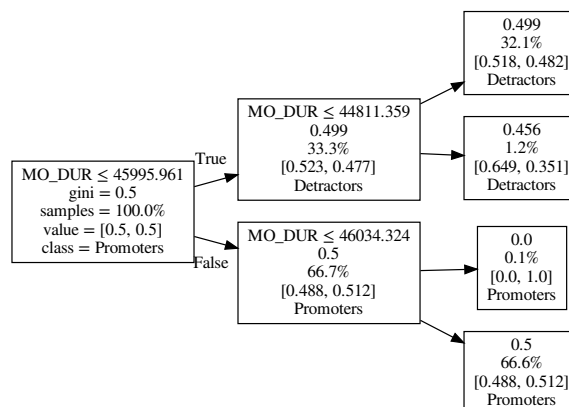 MO_DUR ≤ 45995.961
gini = 0.5
samples = 100.0%
value = [0.5, 0.5]
class = Promoters
True
False
MO_DUR ≤ 44811.359
0.499
33.3%
[0.523, 0.477]
Detractors
MO_DUR ≤ 46034.324
0.5
66.7%
[0.488, 0.512]
Promoters
0.499
32.1%
[0.518, 0.482]
Detractors
0.456
1.2%
[0.649, 0.351]
Detractors
0.0
0.1%
[0.0, 1.0]
Promoters
0.5
66.6%
[0.488, 0.512]
Promoters